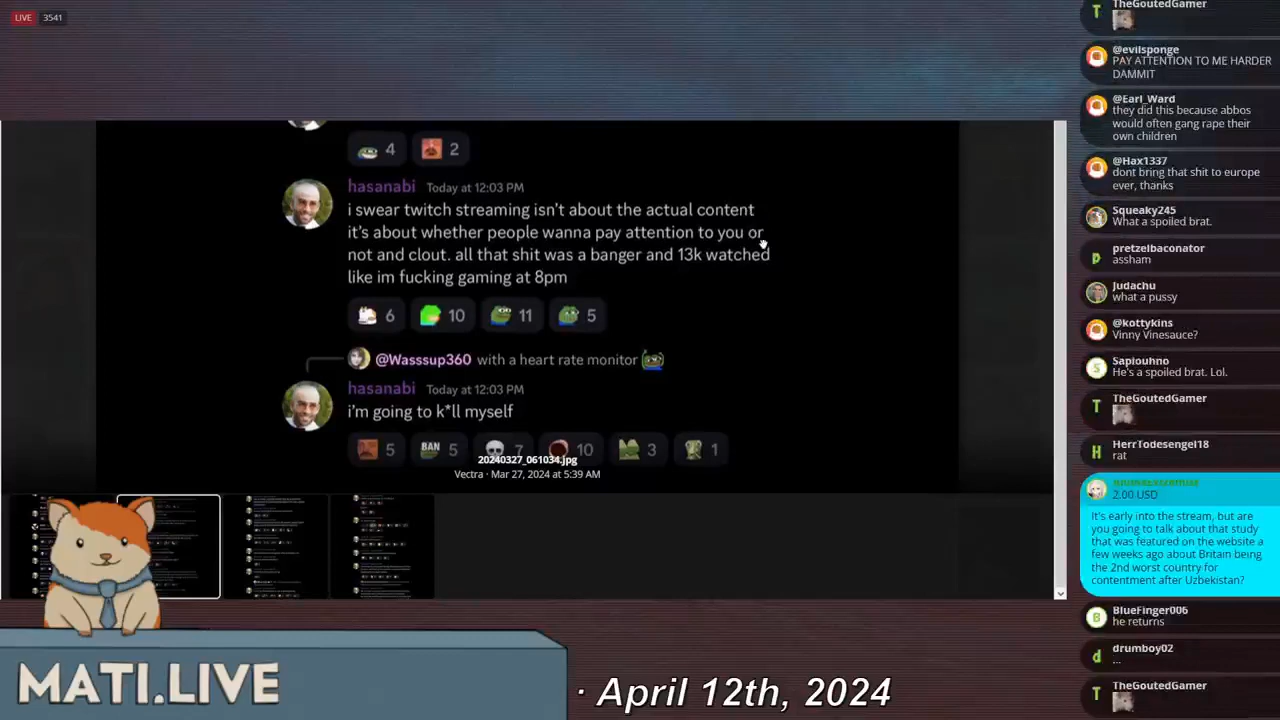 LIVE 3541
4 2
hasanabi Today at 12:03 PM
i swear twitch streaming isn't about the actual content
it's about whether people wanna pay attention to you or
not and clout. all that shit was a banger and 13k watched
like im fucking gaming at 8pm
6 10 11 5
@Wasssup360 with a heart rate monitor
hasanabi Today at 12:03 PM
i'm going to k*ll myself
5 BAN 5 7 10 3 1
20240327_061034.jpg
Vectra · Mar 27, 2024 at 5:39 AM
MATI.LIVE
· April 12th, 2024
T TheGoutedGamer
@evilsponge
PAY ATTENTION TO ME HARDER
DAMMIT
@Earl_Ward
they did this because abbos
would often gang rape their
own children
@Hax1337
dont bring that shit to europe
ever, thanks
Squeaky245
What a spoiled brat.
p pretzelbaconator
assham
Judachu
what a pussy
@kottykins
Vinny Vinesauce?
S Sapiouhno
He's a spoiled brat. Lol.
T TheGoutedGamer
H HerrTodesengel18
rat
2.00 USD
It's early into the stream, but are
you going to talk about that study
that was featured on the website a
few weeks ago about Britain being
the 2nd worst country for
contentment after Uzbekistan?
B BlueFinger006
he returns
d drumboy02
...
T TheGoutedGamer